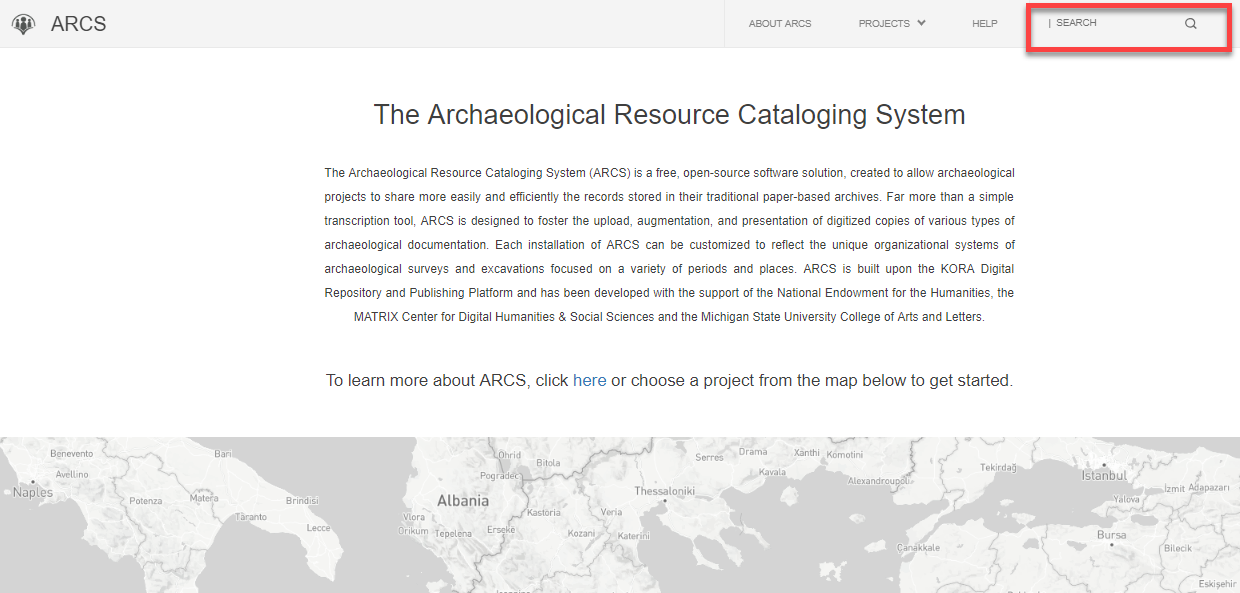 ARCS
ABOUT ARCS
PROJECTS
HELP
| SEARCH
The Archaeological Resource Cataloging System
The Archaeological Resource Cataloging System (ARCS) is a free, open-source software solution, created to allow archaeological
projects to share more easily and efficiently the records stored in their traditional paper-based archives. Far more than a simple
transcription tool, ARCS is designed to foster the upload, augmentation, and presentation of digitized copies of various types of
archaeological documentation. Each installation of ARCS can be customized to reflect the unique organizational systems of
archaeological surveys and excavations focused on a variety of periods and places. ARCS is built upon the KORA Digital
Repository and Publishing Platform and has been developed with the support of the National Endowment for the Humanities, the
MATRIX Center for Digital Humanities & Social Sciences and the Michigan State University College of Arts and Letters.
To learn more about ARCS, click here or choose a project from the map below to get started.
Benevento
Bari
Ohrid
Bitola
Serres
Drama
Xánthi
Komotini
Avellino
Pogradec
Kavala
Tekirdağ
Istanbul
Naples
Potenza
Matera
Brindisi
Albania
Thessaloniki
Alexandroupoli
Yalova
İzmit
Adapazarı
Taranto
Lecce
Vlora
Orikum
Tepelena
Erseke
Kastoria
Veria
Kozani
Katerini
Bursa
Çanakkale
Bilecik
Eskişehir